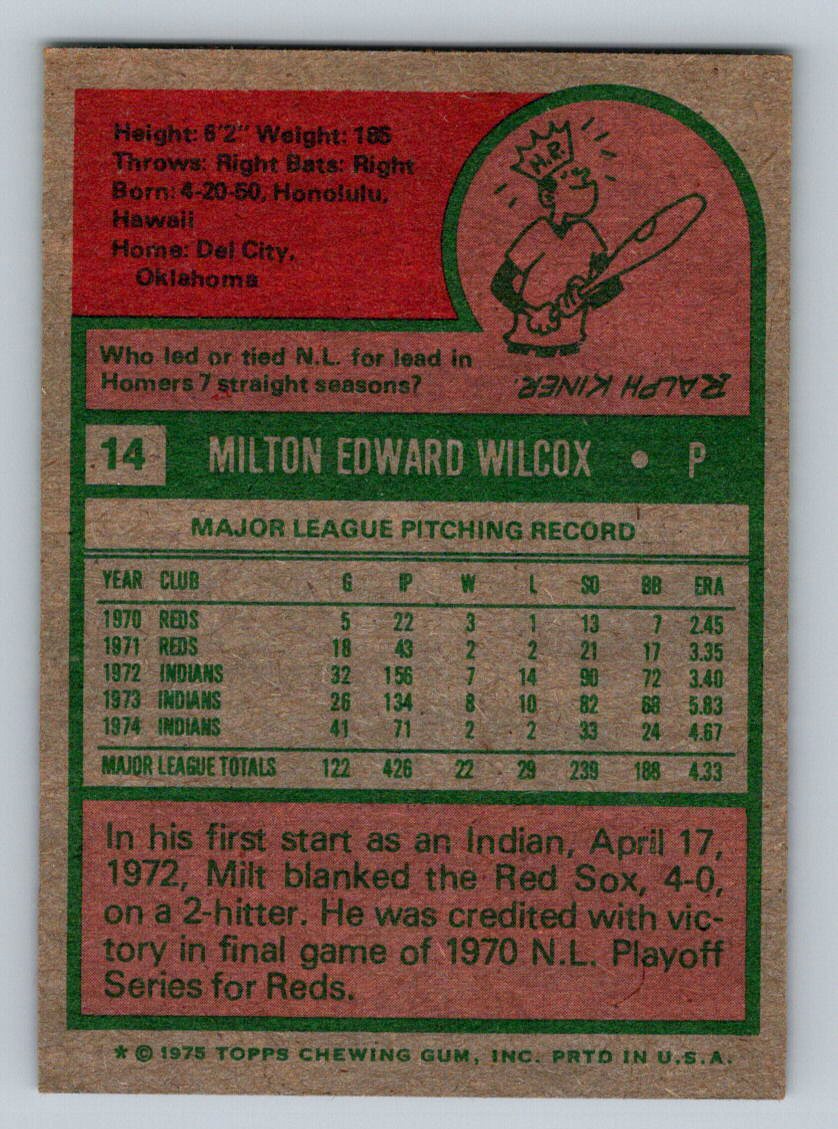 Height: 6'2" Weight: 185
Throws: Right Bats: Right
Born: 4-20-50, Honolulu,
Hawaii
Home: Del City,
Oklahoma
H.R.
Who led or tied N.L. for lead in
Homers 7 straight seasons?
RALPH KINER.
14 MILTON EDWARD WILCOX • P
MAJOR LEAGUE PITCHING RECORD
YEAR CLUB G IP W L SO BB ERA
1970 REDS 5 22 3 1 13 7 2.45
1971 REDS 18 43 2 2 21 17 3.35
1972 INDIANS 32 156 7 14 90 72 3.40
1973 INDIANS 26 134 8 10 82 68 5.83
1974 INDIANS 41 71 2 2 33 24 4.67
MAJOR LEAGUE TOTALS 122 426 22 29 239 188 4.33
In his first start as an Indian, April 17,
1972, Milt blanked the Red Sox, 4-0,
on a 2-hitter. He was credited with vic-
tory in final game of 1970 N.L. Playoff
Series for Reds.
* © 1975 TOPPS CHEWING GUM, INC. PRTD IN U.S.A.